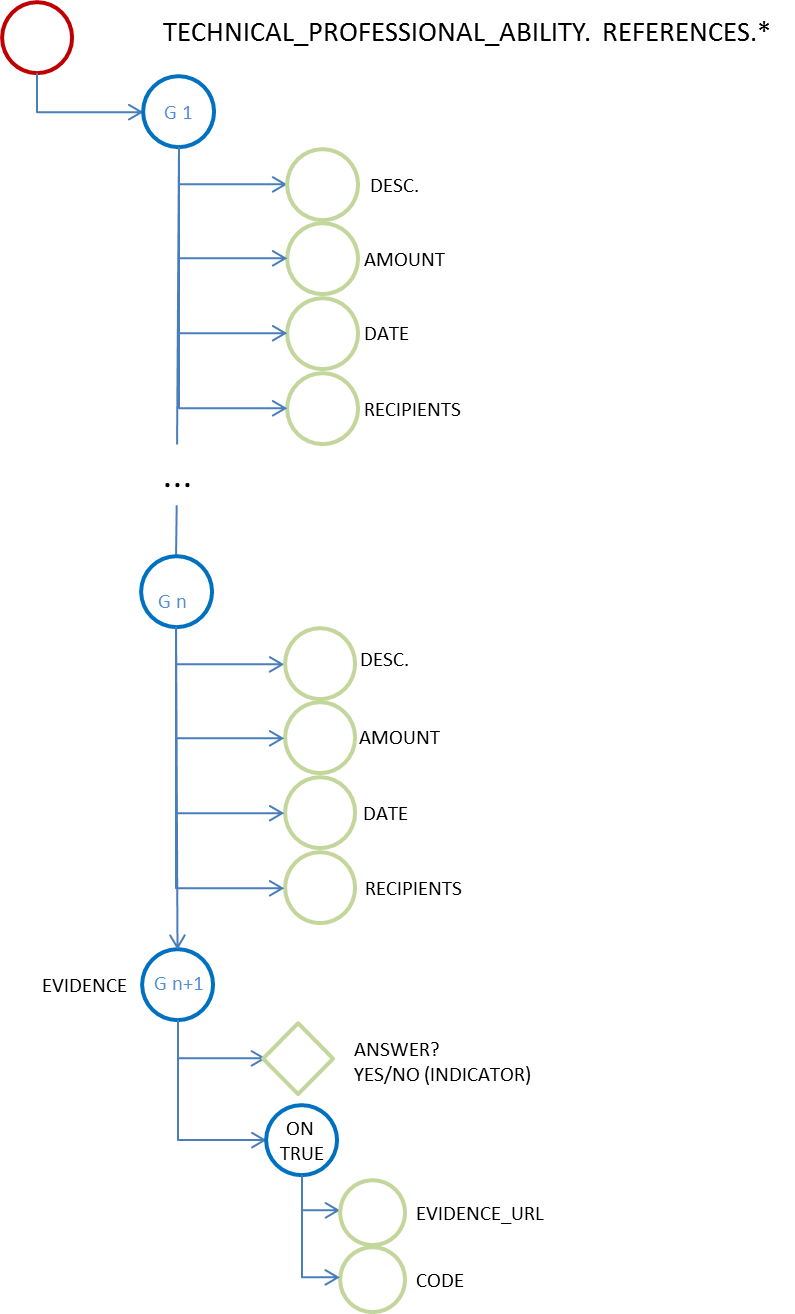 TECHNICAL_PROFESSIONAL_ABILITY. REFERENCES.*
G 1
DESC.
AMOUNT
DATE
RECIPIENTS
...
G n
DESC.
AMOUNT
DATE
RECIPIENTS
EVIDENCE
G n+1
ANSWER?
YES/NO (INDICATOR)
ON
TRUE
EVIDENCE_URL
CODE